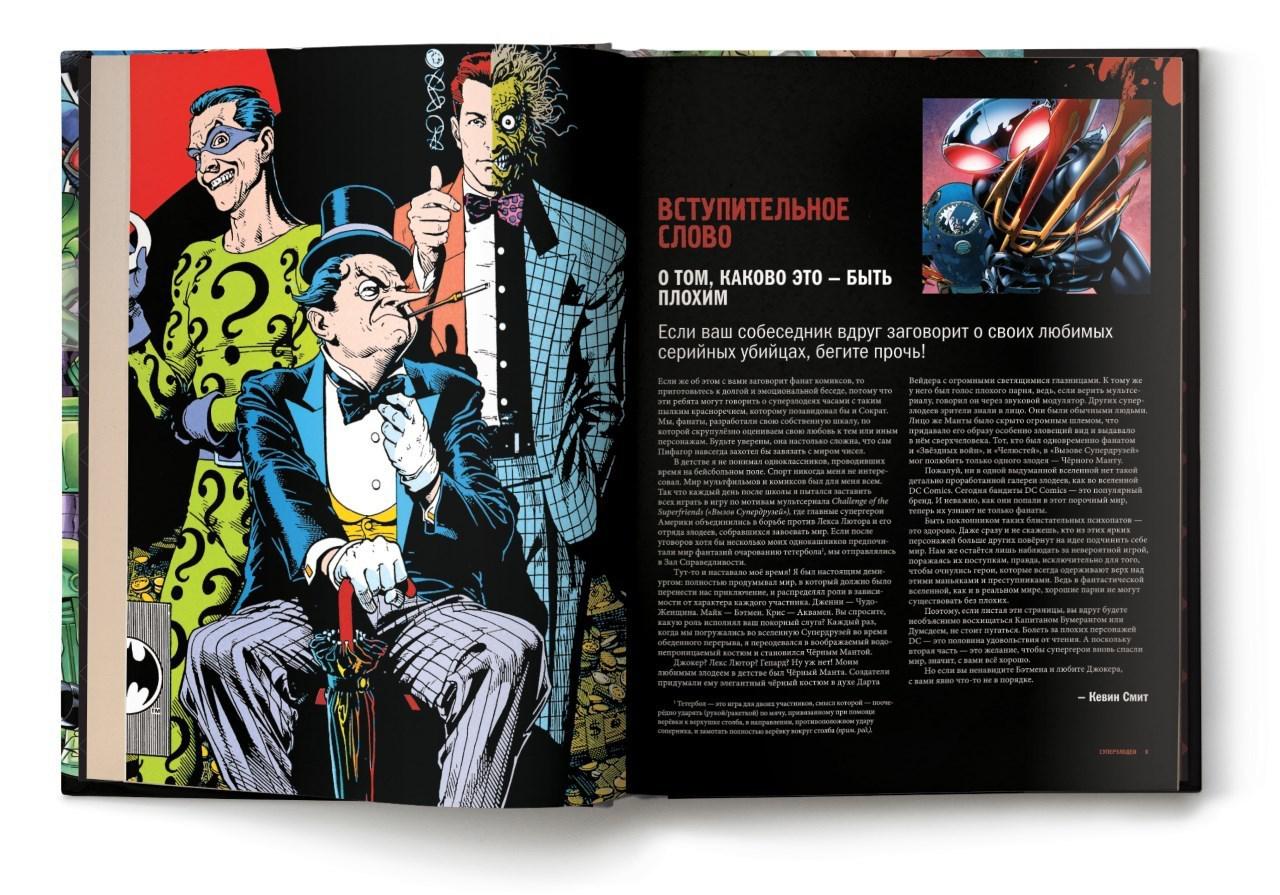 ВСТУПИТЕЛЬНОЕ
СЛОВО
О ТОМ, КАКОВО ЭТО – БЫТЬ
ПЛОХИМ
Если ваш собеседник вдруг заговорит о своих любимых
серийных убийцах, бегите прочь!
Если же об этом с вами заговорит фанат комиксов, то
приготовьтесь к долгой и эмоциональной беседе, потому что
эти ребята могут говорить о суперзлодеях часами с таким
пылким красноречием, которому позавидовал бы и Сократ.
Мы, фанаты, разработали свою собственную шкалу, по
которой скрупулёзно оцениваем свою любовь к тем или иным
персонажам. Будьте уверены, она настолько сложна, что сам
Пифагор навсегда захотел бы завязать с миром чисел.
В детстве я не понимал одноклассников, проводивших
время на бейсбольном поле. Спорт никогда меня не интере-
совал. Мир мультфильмов и комиксов был для меня всем.
Так что каждый день после школы я пытался заставить
всех играть в игру по мотивам мультсериала Challenge of the
Superfriends («Вызов Супердрузей»), где главные супергерои
Америки объединились в борьбе против Лекса Лютора и его
отряда злодеев, собравшихся завоевать мир. Если после
уговоров хотя бы несколько моих однокашников предпочи-
тали мир фантазий очарованию тетербола¹, мы отправлялись
в Зал Справедливости.
Тут-то и наставало моё время! Я был настоящим деми-
ургом: полностью продумывал мир, в который должно было
перенести нас приключение, и распределял роли в зависи-
мости от характера каждого участника. Дженни — Чудо-
Женщина. Майк — Бэтмен. Крис — Аквамен. Вы спросите,
какую роль исполнял ваш покорный слуга? Каждый раз,
когда мы погружались во вселенную Супердрузей во время
обеденного перерыва, я переодевался в воображаемый водо-
непроницаемый костюм и становился Чёрным Мантой.
Джокер? Лекс Лютор? Гепард? Ну уж нет! Моим
любимым злодеем в детстве был Чёрный Манта. Создатели
придумали ему элегантный чёрный костюм в духе Дарта
¹ Тетербол — это игра для двоих участников, смысл которой — пооче-
рёдно ударять (рукой/ракеткой) по мячу, привязанному при помощи
верёвки к верхушке столба, в направлении, противоположном удару
соперника, и замотать полностью верёвку вокруг столба (прим. ред.).
Вейдера с огромными светящимися глазницами. К тому же
у него был голос плохого парня, ведь, если верить мультсе-
риалу, говорил он через звуковой модулятор. Других супер-
злодеев зрители знали в лицо. Они были обычными людьми.
Лицо же Манты было скрыто огромным шлемом, что
придавало его образу особенно зловещий вид и выдавало
в нём сверхчеловека. Тот, кто был одновременно фанатом
и «Звёздных войн», и «Челюстей», в «Вызове Супердрузей»
мог полюбить только одного злодея — Чёрного Манту.
Пожалуй, ни в одной выдуманной вселенной нет такой
детально проработанной галереи злодеев, как во вселенной
DC Comics. Сегодня бандиты DC Comics — это популярный
бренд. И неважно, как они попали в этот порочный мир,
теперь их узнают не только фанаты.
Быть поклонником таких блистательных психопатов —
это здорово. Даже сразу и не скажешь, кто из этих ярких
персонажей больше других повёрнут на идее подчинить себе
мир. Нам же остаётся лишь наблюдать за невероятной игрой,
поражаясь их поступкам, правда, исключительно для того,
чтобы очнулись герои, которые всегда одерживают верх над
этими маньяками и преступниками. Ведь в фантастической
вселенной, как и в реальном мире, хорошие парни не могут
существовать без плохих.
Поэтому, если листая эти страницы, вы вдруг будете
необъяснимо восхищаться Капитаном Бумерангом или
Думсдеем, не стоит пугаться. Болеть за плохих персонажей
DC — это половина удовольствия от чтения. А поскольку
вторая часть — это желание, чтобы супергерои вновь спасли
мир, значит, с вами всё хорошо.
Но если вы ненавидите Бэтмена и любите Джокера,
с вами явно что-то не в порядке.
– Кевин Смит
СУПЕРЗЛОДЕИ
TM